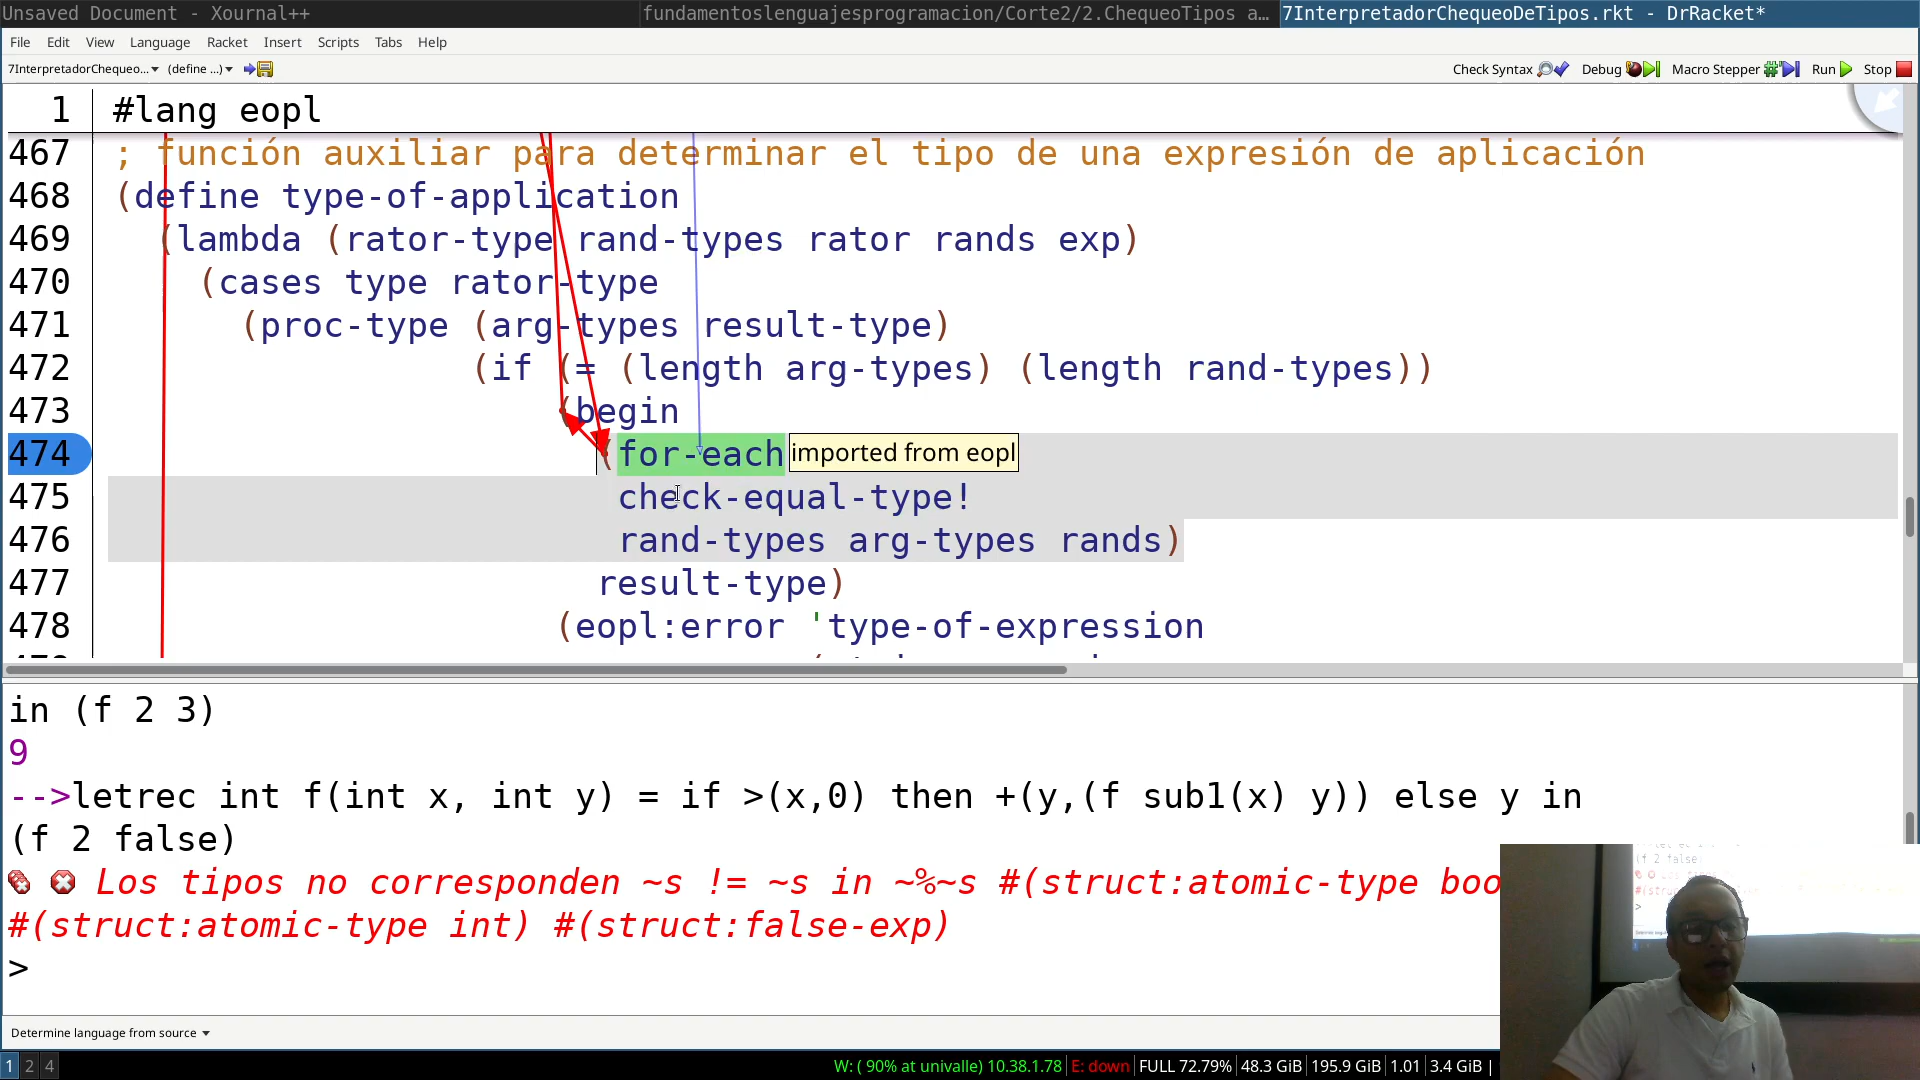 Unsaved Document - Xournal++
fundamentoslenguajesprogramacion/Corte2/2.ChequeoTipos a…
7InterpretadorChequeoDeTipos.rkt - DrRacket*
File Edit View Language Racket Insert Scripts Tabs Help
7InterpretadorChequeo... (define ...)
Check Syntax Debug Macro Stepper Run Stop
1 #lang eopl
467 ; función auxiliar para determinar el tipo de una expresión de aplicación
468 (define type-of-application
469 (lambda (rator-type rand-types rator rands exp)
470 (cases type rator-type
471 (proc-type (arg-types result-type)
472 (if (= (length arg-types) (length rand-types))
473 (begin
474 (for-each imported from eopl
475 check-equal-type!
476 rand-types arg-types rands)
477 result-type)
478 (eopl:error 'type-of-expression
in (f 2 3)
9
-->letrec int f(int x, int y) = if >(x,0) then +(y,(f sub1(x) y)) else y in
(f 2 false)
Los tipos no corresponden ~s != ~s in ~%~s #(struct:atomic-type boo
#(struct:atomic-type int) #(struct:false-exp)
>
Determine language from source
1 2 4
W: ( 90% at univalle) 10.38.1.78 E: down FULL 72.79% 48.3 GiB 195.9 GiB 1.01 3.4 GiB
(f 2 false)